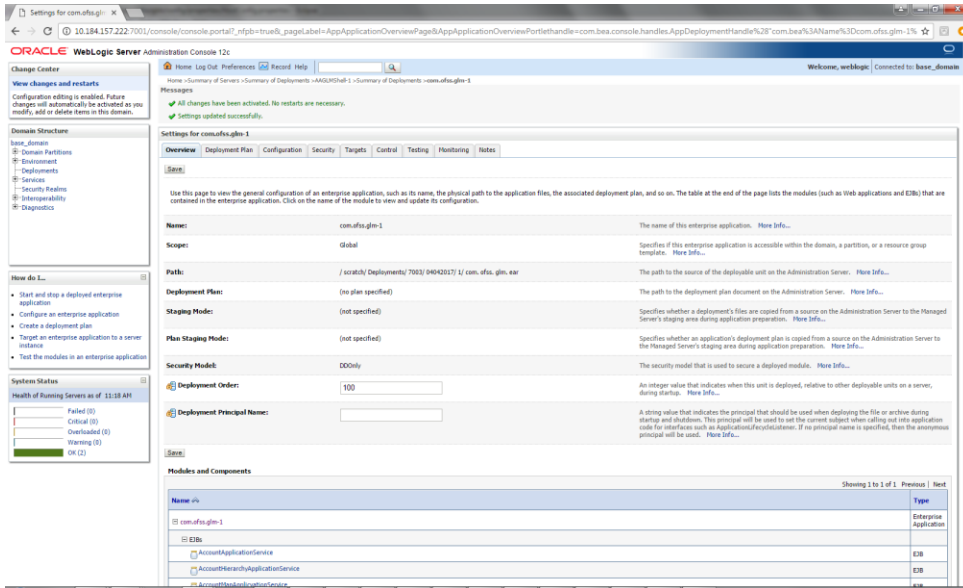 Settings for com.ofss.glm
10.184.157.222:7001/console/console.portal?_nfpb=true&_pageLabel=AppApplicationOverviewPage&AppApplicationOverviewPortlethandle=com.bea.console.handles.AppDeploymentHandle%28"com.bea%3AName%3Dcom.ofss.glm-1%
ORACLE WebLogic Server Administration Console 12c
Change Center
View changes and restarts
Configuration editing is enabled. Future
changes will automatically be activated as you
modify, add or delete items in this domain.
Domain Structure
base_domain
Domain Partitions
Environment
Deployments
Services
Security Realms
Interoperability
Diagnostics
How do I...
Start and stop a deployed enterprise
application
Configure an enterprise application
Create a deployment plan
Target an enterprise application to a server
instance
Test the modules in an enterprise application
System Status
Health of Running Servers as of 11:18 AM
Failed (0)
Critical (0)
Overloaded (0)
Warning (0)
OK (2)
Home Log Out Preferences Record Help
Welcome, weblogic Connected to: base_domain
Home >Summary of Servers >Summary of Deployments >AAGLMShell-1 >Summary of Deployments >com.ofss.glm-1
Messages
All changes have been activated. No restarts are necessary.
Settings updated successfully.
Settings for com.ofss.glm-1
Overview Deployment Plan Configuration Security Targets Control Testing Monitoring Notes
Save
Use this page to view the general configuration of an enterprise application, such as its name, the physical path to the application files, the associated deployment plan, and so on. The table at the end of the page lists the modules (such as Web applications and EJBs) that are
contained in the enterprise application. Click on the name of the module to view and update its configuration.
Name: com.ofss.glm-1 The name of this enterprise application. More Info...
Scope: Global Specifies if this enterprise application is accessible within the domain, a partition, or a resource group
template. More Info...
Path: / scratch/ Deployments/ 7003/ 04042017/ 1/ com. ofss. glm. ear The path to the source of the deployable unit on the Administration Server. More Info...
Deployment Plan: (no plan specified) The path to the deployment plan document on the Administration Server. More Info...
Staging Mode: (not specified) Specifies whether a deployment's files are copied from a source on the Administration Server to the Managed
Server's staging area during application preparation. More Info...
Plan Staging Mode: (not specified) Specifies whether an application's deployment plan is copied from a source on the Administration Server to
the Managed Server's staging area during application preparation. More Info...
Security Model: DDOnly The security model that is used to secure a deployed module. More Info...
Deployment Order: 100 An integer value that indicates when this unit is deployed, relative to other deployable units on a server,
during startup. More Info...
Deployment Principal Name: A string value that indicates the principal that should be used when deploying the file or archive during
startup and shutdown. This principal will be used to set the current subject when calling out into application
code for interfaces such as ApplicationLifecycleListener. If no principal name is specified, then the anonymous
principal will be used. More Info...
Save
Modules and Components
Showing 1 to 1 of 1 Previous | Next
Name Type
com.ofss.glm-1 Enterprise
Application
EJBs
AccountApplicationService EJB
AccountHierarchyApplicationService EJB
AccountMapApplicationService EJB